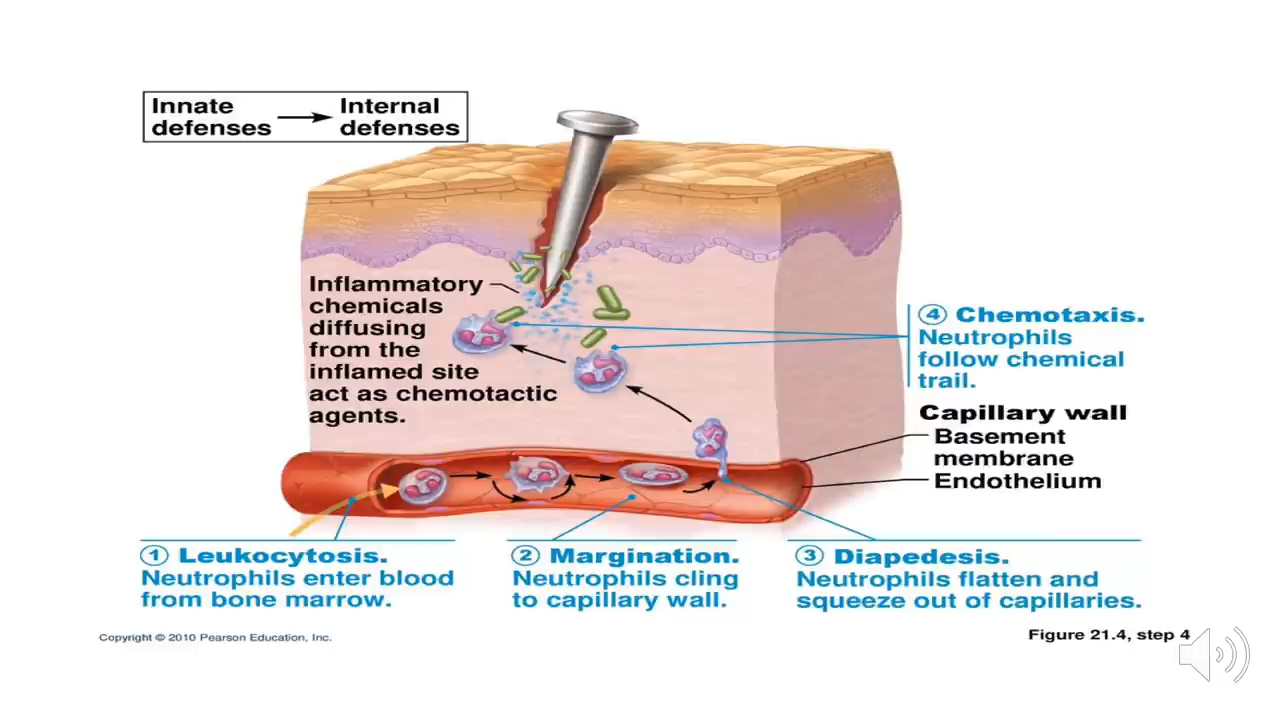 Innate
defenses
Internal
defenses
Inflammatory
chemicals
diffusing
from the
inflamed site
act as chemotactic
agents.
④ Chemotaxis.
Neutrophils
follow chemical
trail.
Capillary wall
Basement
membrane
Endothelium
① Leukocytosis.
Neutrophils enter blood
from bone marrow.
② Margination.
Neutrophils cling
to capillary wall.
③ Diapedesis.
Neutrophils flatten and
squeeze out of capillaries.
Copyright © 2010 Pearson Education, Inc.
Figure 21.4, step 4